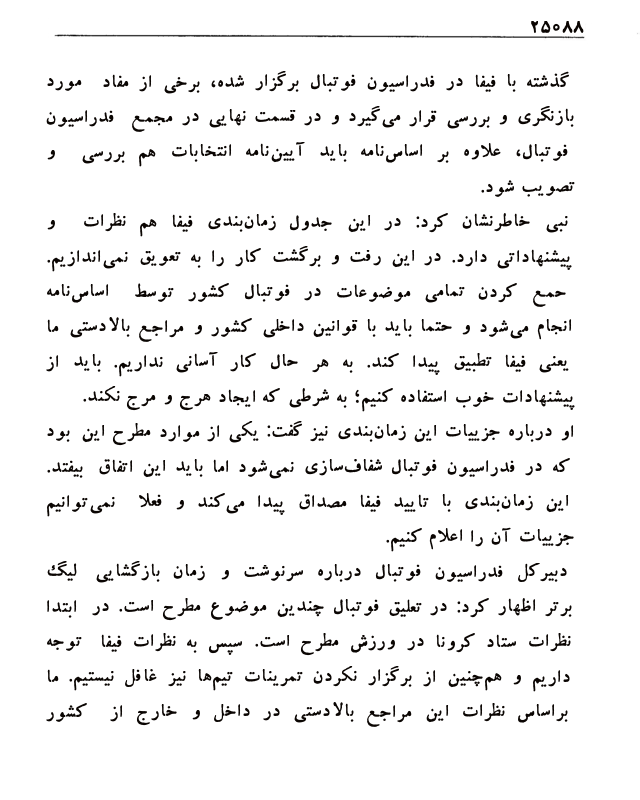 ۲۵۰۸۸
گذشته با فیفا در فدراسیون فوتبال برگزار شده، برخی از مفاد مورد
بازنگری و بررسی قرار می‌گیرد و در قسمت نهایی در مجمع فدراسیون
فوتبال، علاوه بر اساس‌نامه باید آیین‌نامه انتخابات هم بررسی و
تصویب شود.
نبی خاطرنشان کرد: در این جدول زمان‌بندی فیفا هم نظرات و
پیشنهاداتی دارد. در این رفت و برگشت کار را به تعویق نمی‌اندازیم.
حمع کردن تمامی موضوعات در فوتبال کشور توسط اساس‌نامه
انجام می‌شود و حتما باید با قوانین داخلی کشور و مراجع بالادستی ما
یعنی فیفا تطبیق پیدا کند. به هر حال کار آسانی نداریم. باید از
پیشنهادات خوب استفاده کنیم؛ به شرطی که ایجاد هرج و مرج نکند.
او درباره جزییات این زمان‌بندی نیز گفت: یکی از موارد مطرح این بود
که در فدراسیون فوتبال شفاف‌سازی نمی‌شود اما باید این اتفاق بیفتد.
این زمان‌بندی با تایید فیفا مصداق پیدا می‌کند و فعلا نمی‌توانیم
جزییات آن را اعلام کنیم.
دبیرکل فدراسیون فوتبال درباره سرنوشت و زمان بازگشایی لیگ
برتر اظهار کرد: در تعلیق فوتبال چندین موضوع مطرح است. در ابتدا
نظرات ستاد کرونا در ورزش مطرح است. سپس به نظرات فیفا توجه
داریم و هم‌چنین از برگزار نکردن تمرینات تیم‌ها نیز غافل نیستیم. ما
براساس نظرات این مراجع بالادستی در داخل و خارج از کشور